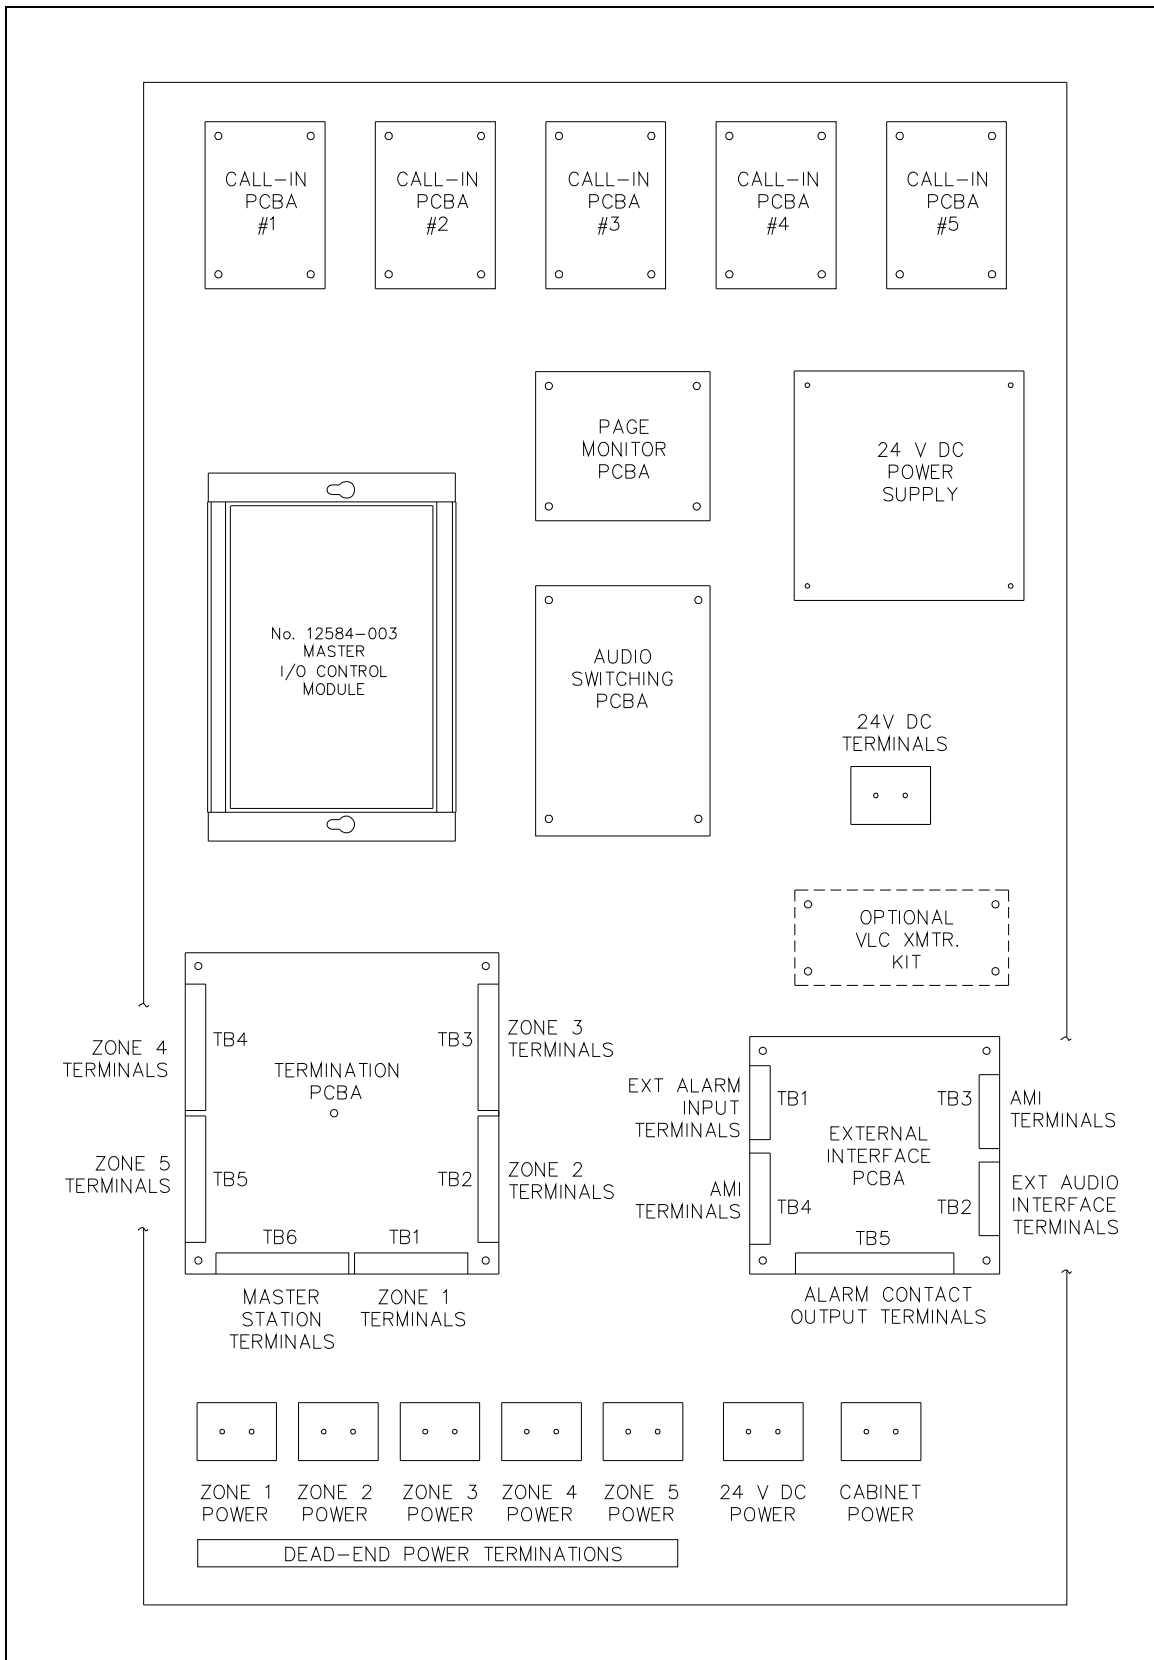 CALL-IN
PCBA
#1
CALL-IN
PCBA
#2
CALL-IN
PCBA
#3
CALL-IN
PCBA
#4
CALL-IN
PCBA
#5
PAGE
MONITOR
PCBA
24 V DC
POWER
SUPPLY
No. 12584-003
MASTER
I/O CONTROL
MODULE
AUDIO
SWITCHING
PCBA
24V DC
TERMINALS
OPTIONAL
VLC XMTR.
KIT
ZONE 4
TERMINALS
TB4
TERMINATION
PCBA
TB3
ZONE 3
TERMINALS
ZONE 5
TERMINALS
TB5
TB2
ZONE 2
TERMINALS
TB6
TB1
MASTER
STATION
TERMINALS
ZONE 1
TERMINALS
EXT ALARM
INPUT
TERMINALS
TB1
EXTERNAL
INTERFACE
PCBA
TB3
AMI
TERMINALS
AMI
TERMINALS
TB4
TB2
EXT AUDIO
INTERFACE
TERMINALS
TB5
ALARM CONTACT
OUTPUT TERMINALS
ZONE 1
POWER
ZONE 2
POWER
ZONE 3
POWER
ZONE 4
POWER
ZONE 5
POWER
24 V DC
POWER
CABINET
POWER
DEAD-END POWER TERMINATIONS